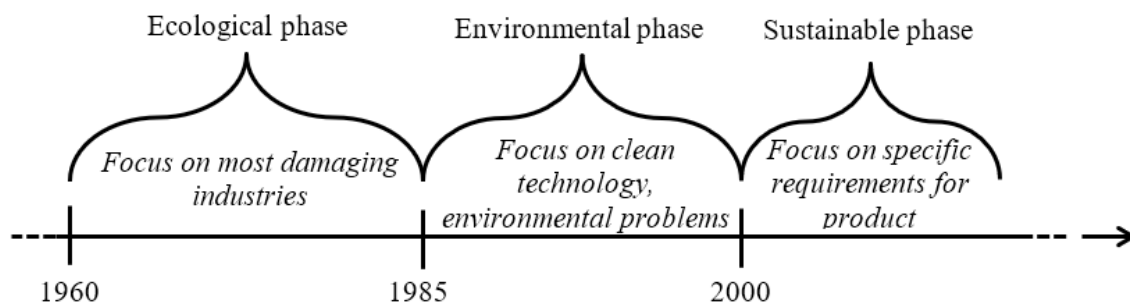 Ecological phase
Environmental phase
Sustainable phase
Focus on most damaging
industries
Focus on clean
technology,
environmental problems
Focus on specific
requirements for
product
1960
1985
2000